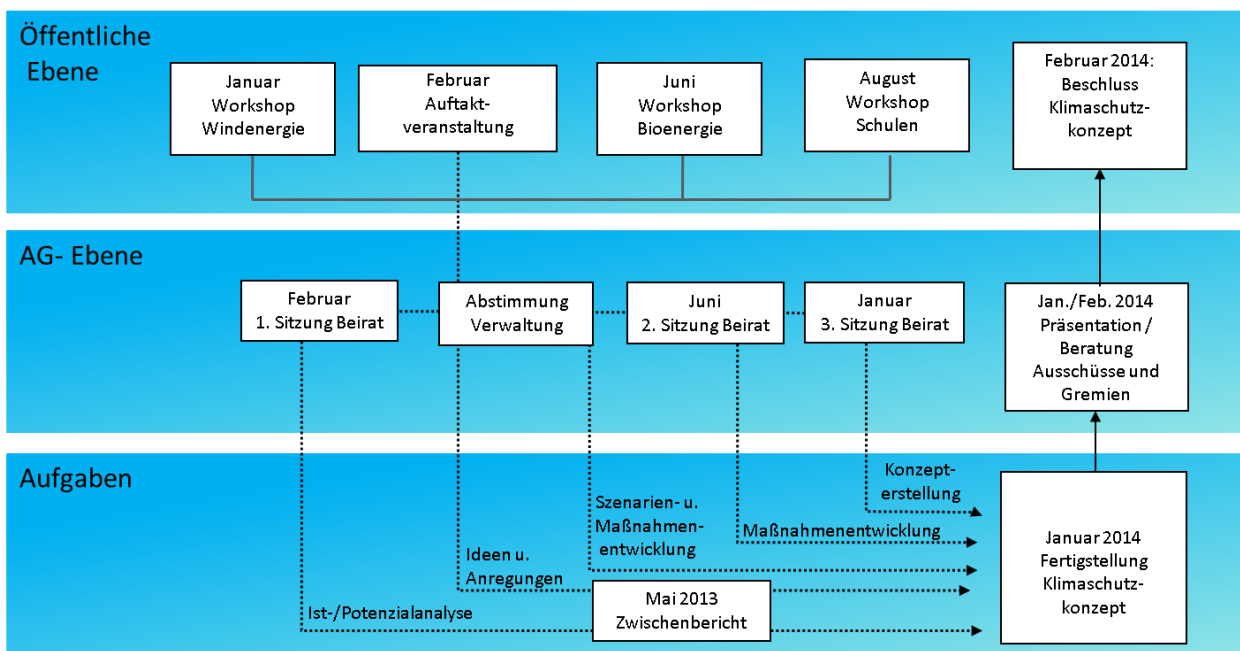 Öffentliche
Ebene
Januar
Workshop
Windenergie
Februar
Auftakt-
veranstaltung
Juni
Workshop
Bioenergie
August
Workshop
Schulen
Februar 2014:
Beschluss
Klimaschutz-
konzept
AG- Ebene
Februar
1. Sitzung Beirat
Abstimmung
Verwaltung
Juni
2. Sitzung Beirat
Januar
3. Sitzung Beirat
Jan./Feb. 2014
Präsentation /
Beratung
Ausschüsse und
Gremien
Aufgaben
Ist-/Potenzialanalyse
Ideen u.
Anregungen
Szenarien- u.
Maßnahmen-
entwicklung
Maßnahmenentwicklung
Konzept-
erstellung
Mai 2013
Zwischenbericht
Januar 2014
Fertigstellung
Klimaschutz-
konzept